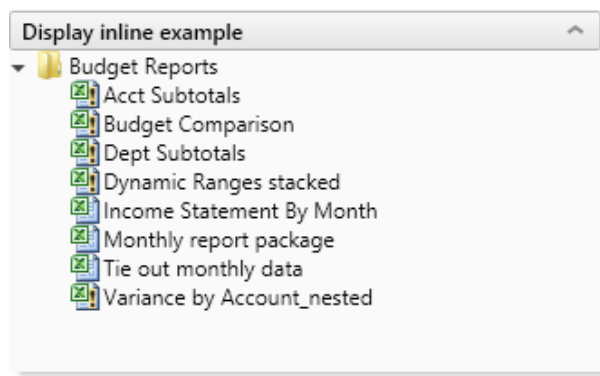 Display inline example
Budget Reports
Acct Subtotals
Budget Comparison
Dept Subtotals
Dynamic Ranges stacked
Income Statement By Month
Monthly report package
Tie out monthly data
Variance by Account_nested